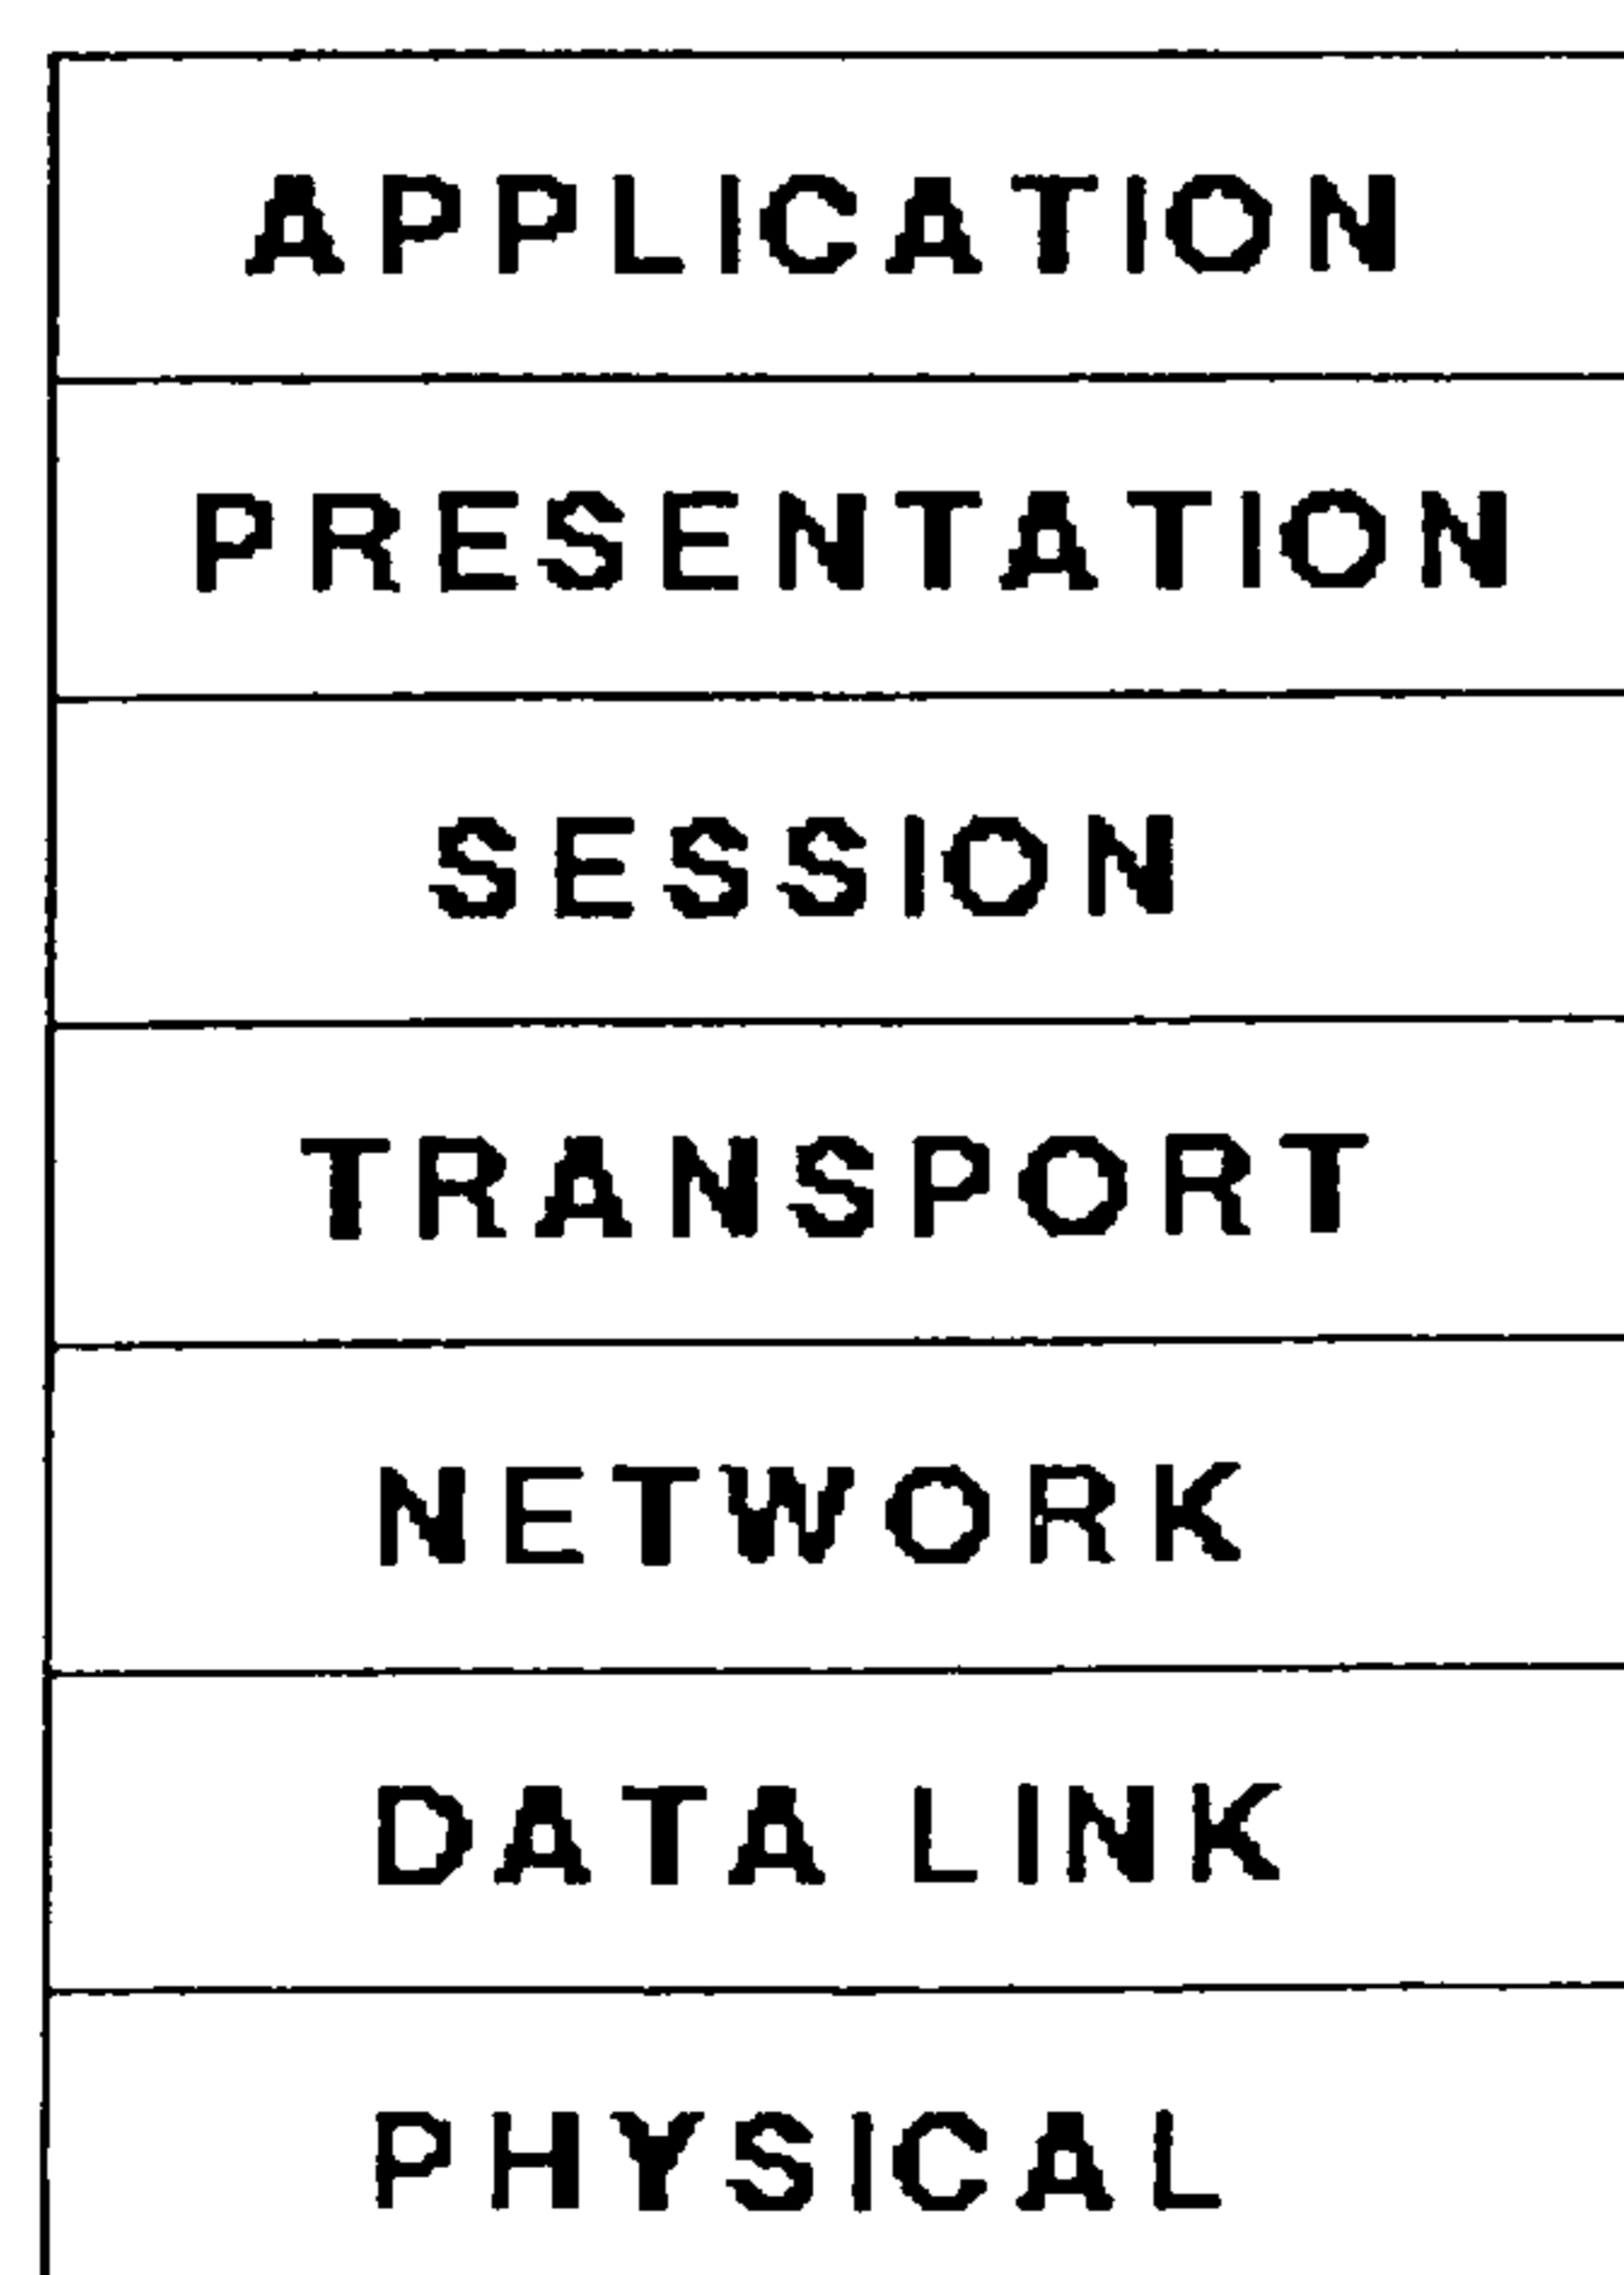 APPLICATION
PRESENTATION
SESSION
TRANSPORT
NETWORK
DATA LINK
PHYSICAL